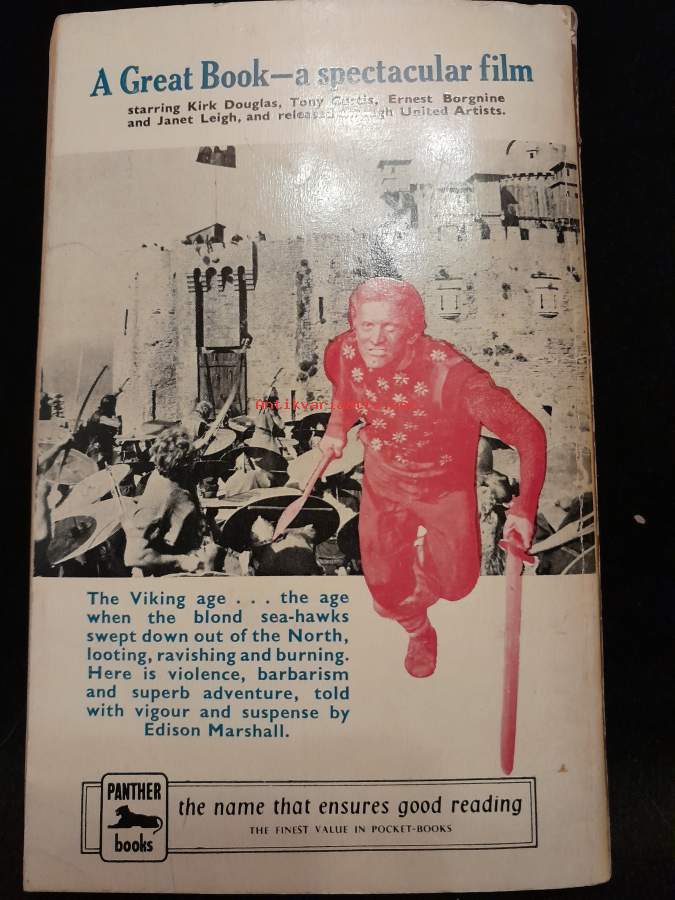 A Great Book—a spectacular film
starring Kirk Douglas, Tony Curtis, Ernest Borgnine
and Janet Leigh, and released through United Artists.
The Viking age . . . the age
when the blond sea-hawks
swept down out of the North,
looting, ravishing and burning.
Here is violence, barbarism
and superb adventure, told
with vigour and suspense by
Edison Marshall.
PANTHER
books
the name that ensures good reading
THE FINEST VALUE IN POCKET-BOOKS